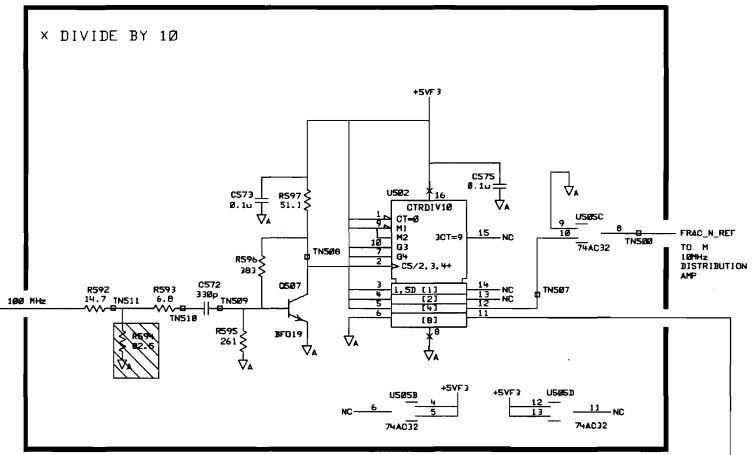 × DIVIDE BY 10
+5VF3
C573
0.1u
A
R597
51.1
C575
0.1u
A
U502
16
CTRDIV10
1 CT=0
9 M1
1 M2
10 G3
7 G4
2 C5/2,3,4+
3CT=9
15 NC
TN508
R596
383
3 1,5D [1] 14 NC
4 [2] 13 NC
5 [4] 12
6 [8] 11
8
A
A
A
U505C
9
10
8
74AC32
TN500
FRAC_N_REF
TO M
10MHz
DISTRIBUTION
AMP
TN507
100 MHz
R592
14.7
TN511
R593
6.8
TN510
C572
330p
TN509
Q507
BFQ19
A
R594
82.5
A
R595
261
A
NC 6
U505B
4
5
+5VF3
74AC32
+5VF3
U505D
12
13
11 NC
74AC32